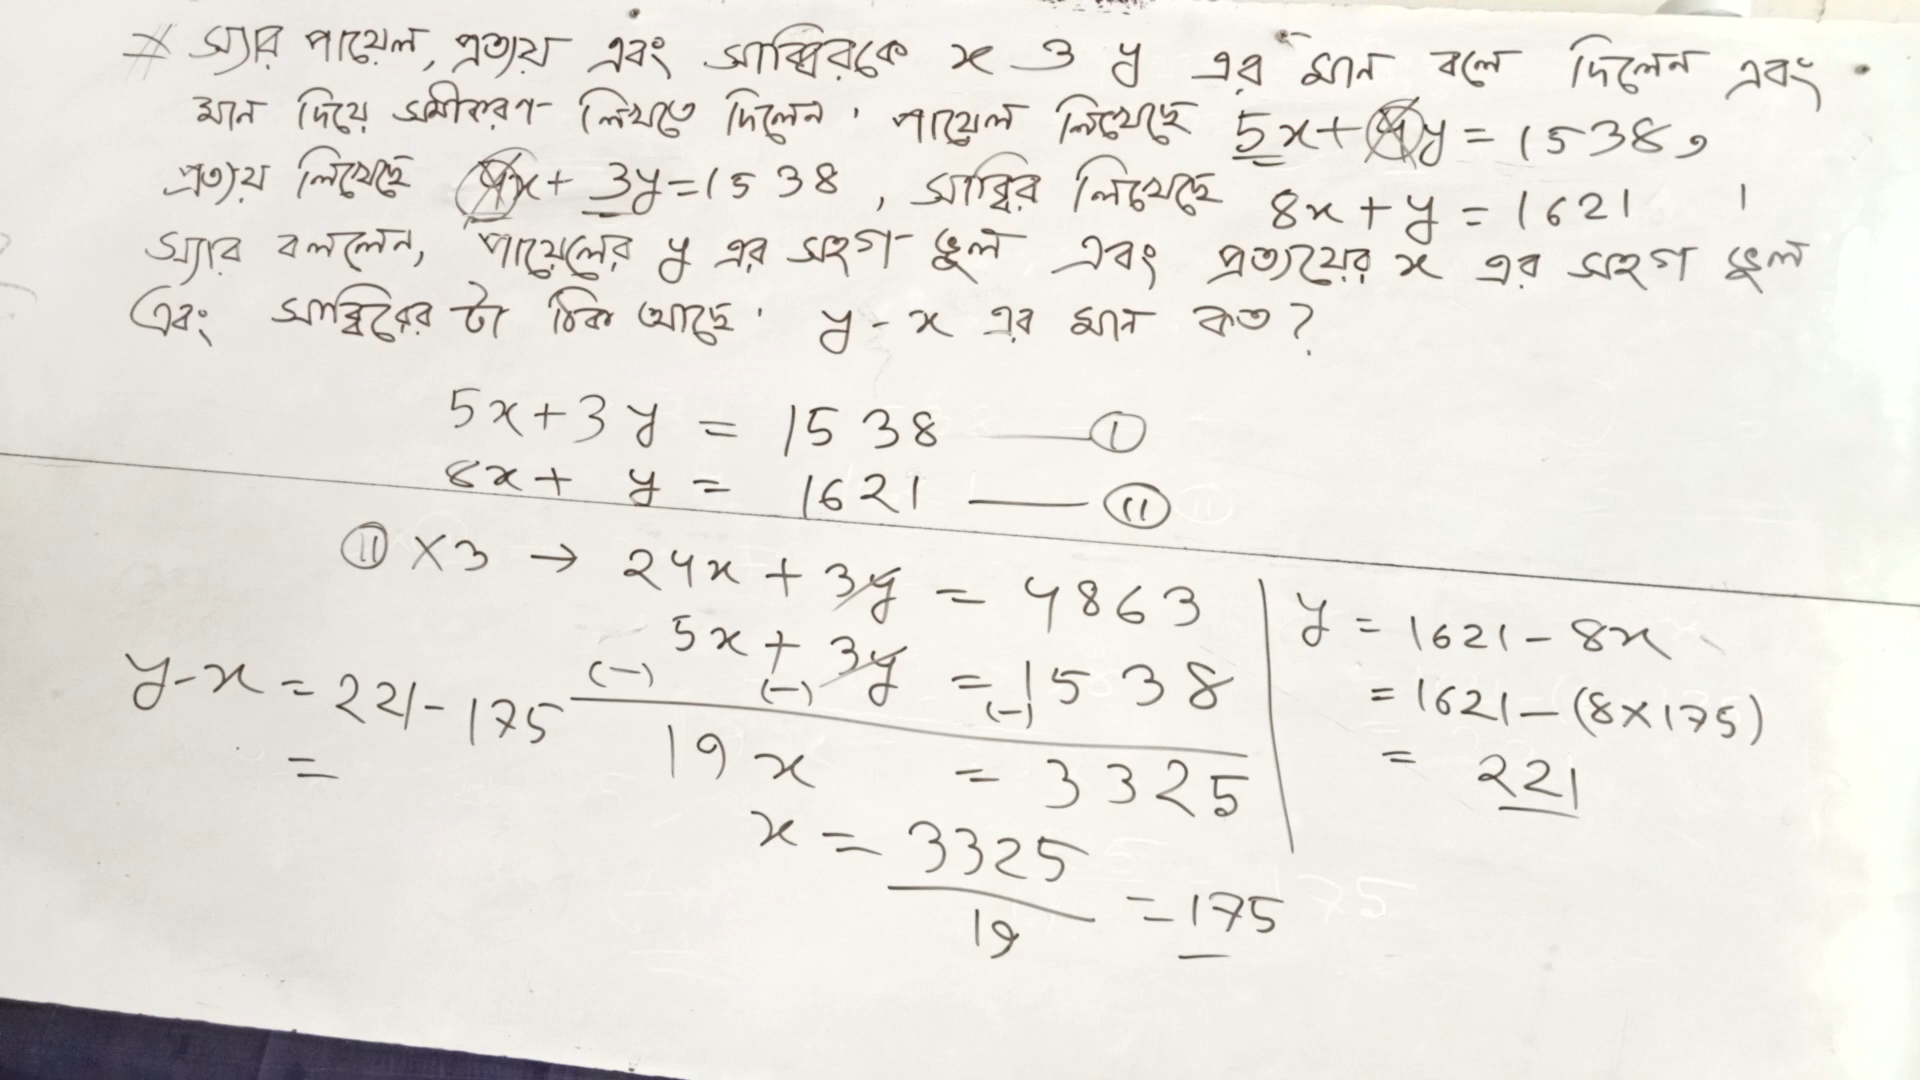 * স্যার পায়েল, প্রত্যয় এবং সাব্বিরকে x ও y এর মান বলে দিলেন এবং
মান দিয়ে সমীকরণ লিখতে দিলেন। পায়েল লিখেছে 5x+4y=1538,
প্রত্যয় লিখেছে 4x+3y=1538, সাব্বির লিখেছে 8x+y=1621।
স্যার বললেন, পায়েলের y এর সহগ ভুল এবং প্রত্যয়ের x এর সহগ ভুল
এবং সাব্বিরের টা ঠিক আছে। y-x এর মান কত?
5x+3y = 1538 — (I)
8x+y = 1621 — (II)
(II) ×3 → 24x + 3y = 4863
5x + 3y = 1538
(-) (-) (-)
19x = 3325
x = 3325/19 = 175
y = 1621 - 8x
= 1621 - (8×175)
= 221
y-x = 221-175
=